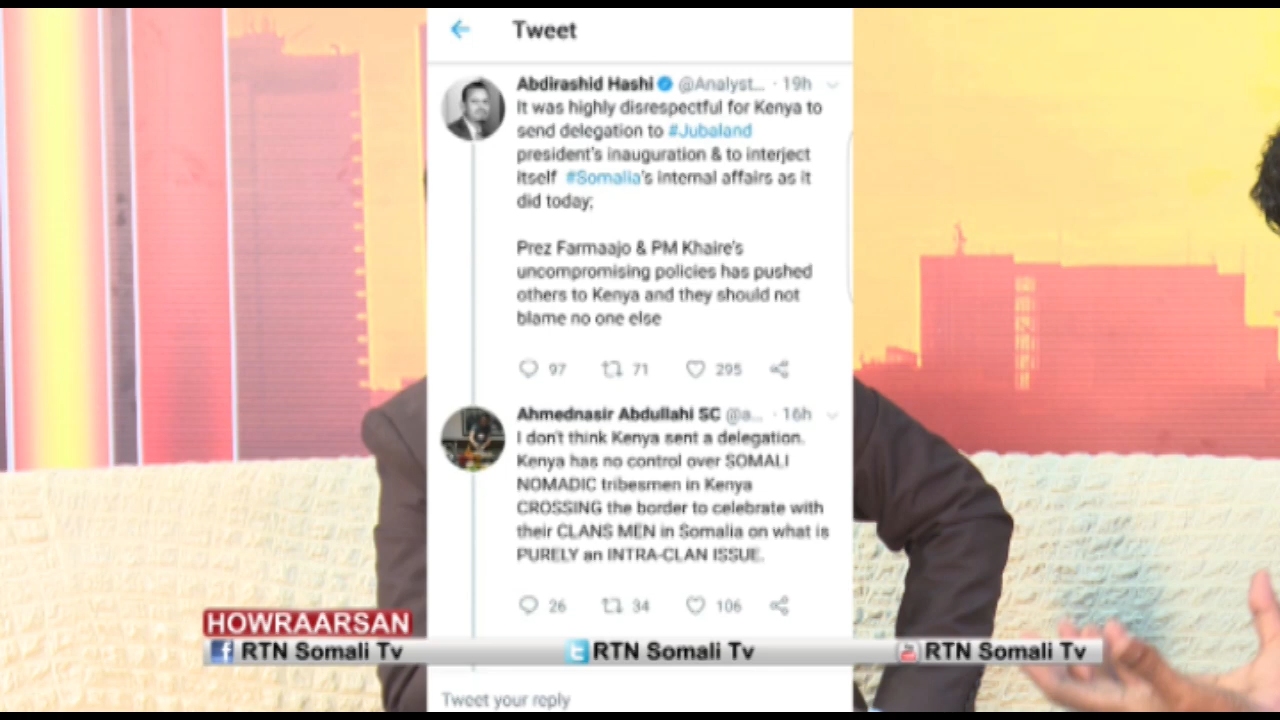 Tweet
Abdirashid Hashi @Analyst... · 19h
It was highly disrespectful for Kenya to
send delegation to #Jubaland
president's inauguration & to interject
itself #Somalia's internal affairs as it
did today;
Prez Farmaajo & PM Khaire's
uncompromising policies has pushed
others to Kenya and they should not
blame no one else
97 71 295
Ahmednasir Abdullahi SC @a... · 16h
I don't think Kenya sent a delegation.
Kenya has no control over SOMALI
NOMADIC tribesmen in Kenya
CROSSING the border to celebrate with
their CLANS MEN in Somalia on what is
PURELY an INTRA-CLAN ISSUE.
26 34 106
HOWRAARSAN
RTN Somali Tv RTN Somali Tv RTN Somali Tv
Tweet your reply